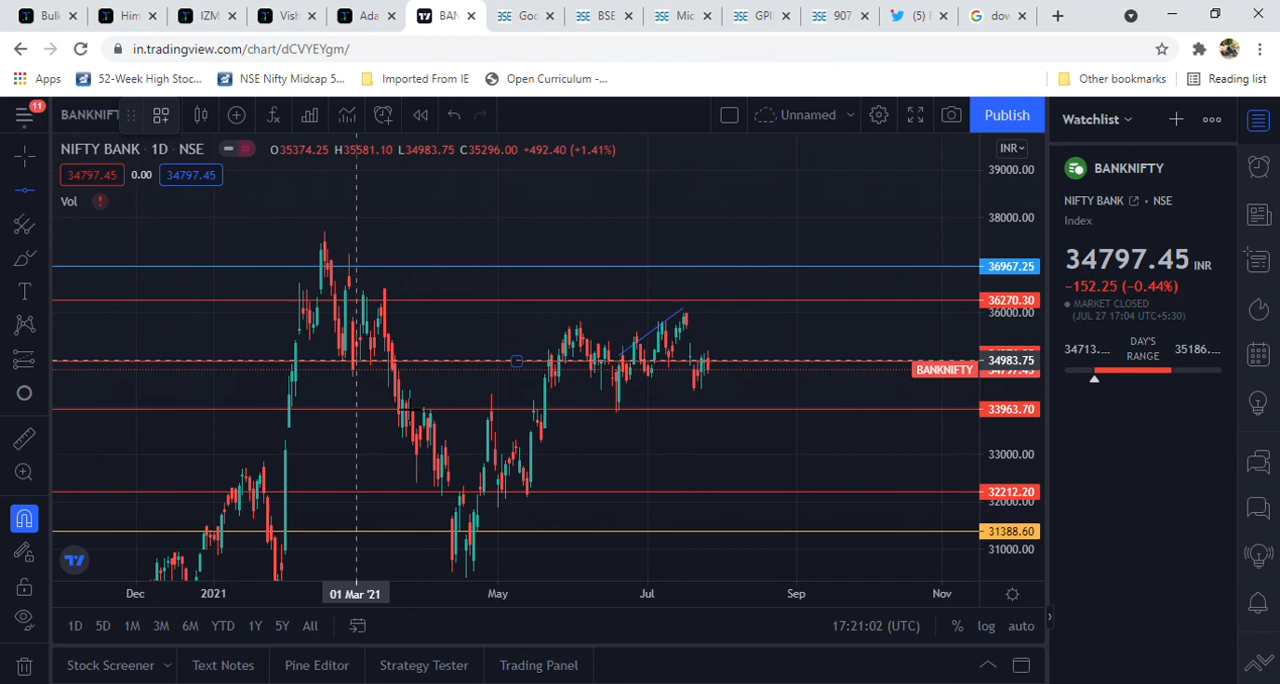 Bulk Him IZM Vish Ada BAN Goo BSE Mic GPI 907 (5) F dow
in.tradingview.com/chart/dCVYEYgm/
Apps 52-Week High Stoc... NSE Nifty Midcap 5... Imported From IE Open Curriculum -... Other bookmarks Reading list
11 BANKNIFT Unnamed Publish Watchlist
NIFTY BANK · 1D · NSE O35374.25 H35581.10 L34983.75 C35296.00 +492.40 (+1.41%) INR
34797.45 0.00 34797.45
Vol
39000.00
38000.00
36967.25
36270.30
36000.00
34983.75
BANKNIFTY 34797.45
33963.70
33000.00
32212.20
32000.00
31388.60
31000.00
Dec 2021 01 Mar '21 May Jul Sep Nov
1D 5D 1M 3M 6M YTD 1Y 5Y All 17:21:02 (UTC) % log auto
Stock Screener Text Notes Pine Editor Strategy Tester Trading Panel
BANKNIFTY
NIFTY BANK • NSE
Index
34797.45 INR
−152.25 (−0.44%)
MARKET CLOSED
(JUL 27 17:04 UTC+5:30)
34713.... DAY'S RANGE 35186....